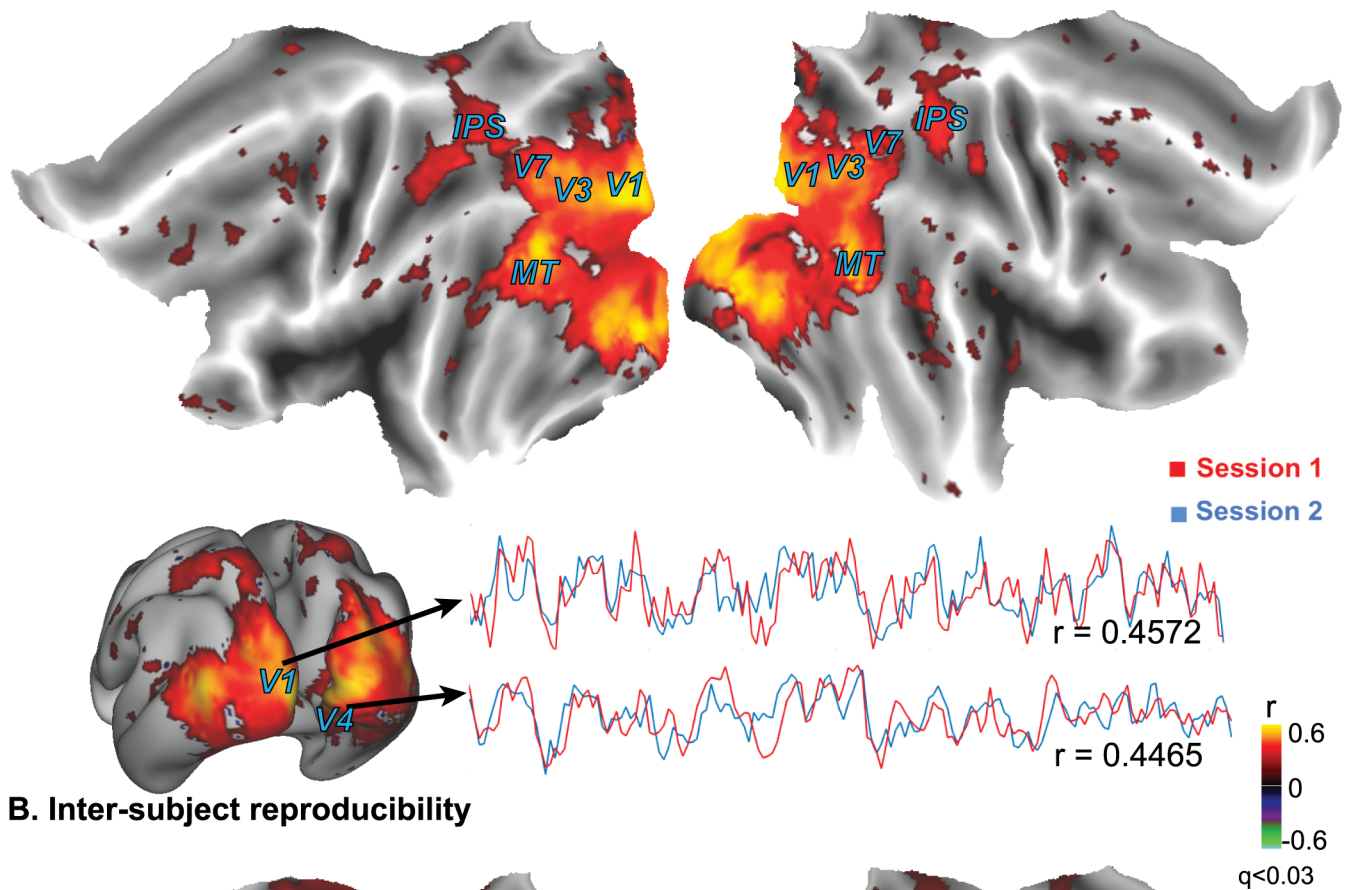 IPS
V7
V3
V1
MT
IPS
V7
V1
V3
MT
Session 1
Session 2
r = 0.4572
V1
V4
r = 0.4465
r
0.6
0
-0.6
q<0.03
B. Inter-subject reproducibility